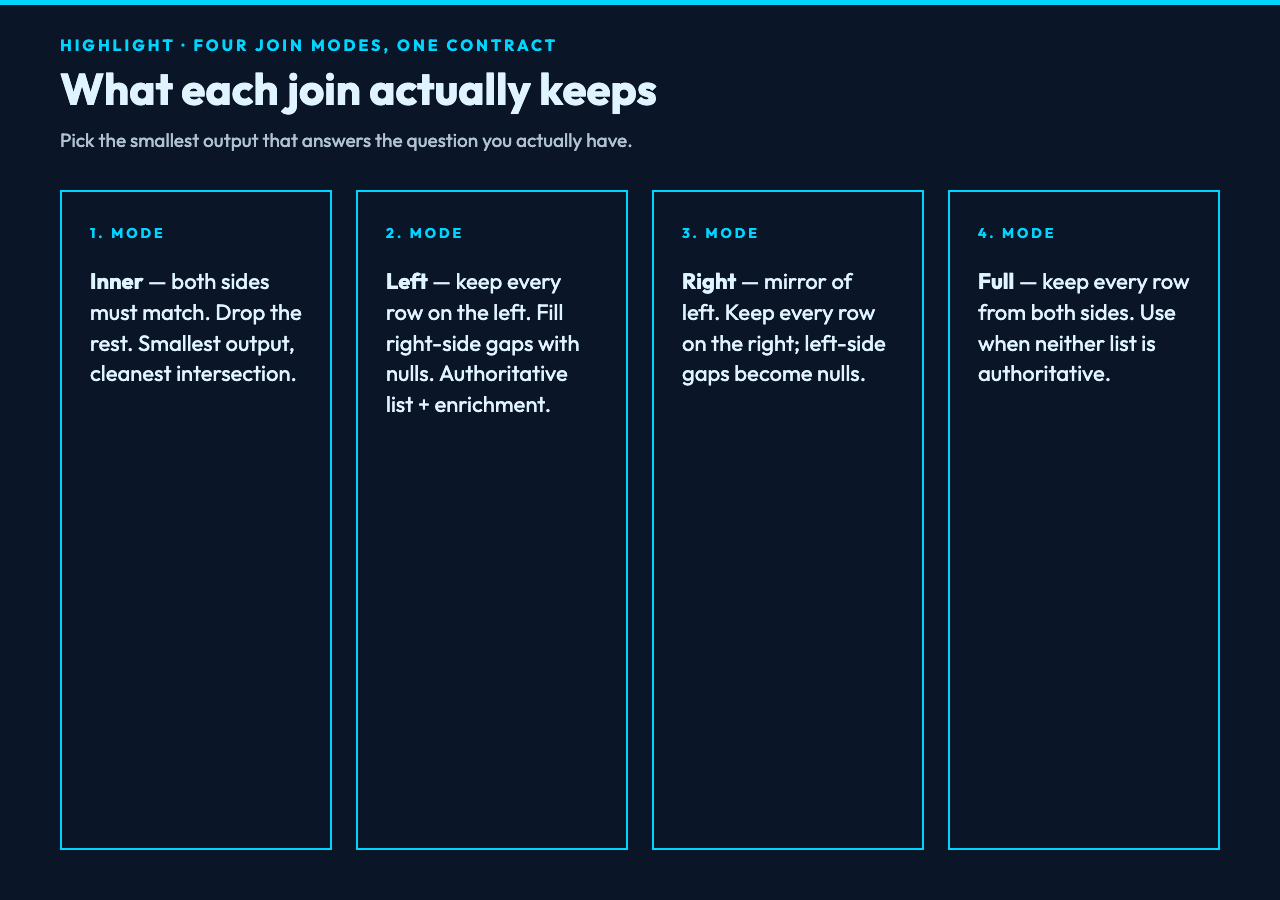 HIGHLIGHT · FOUR JOIN MODES, ONE CONTRACT
What each join actually keeps
Pick the smallest output that answers the question you actually have.
1. MODE
Inner — both sides
must match. Drop the
rest. Smallest output,
cleanest intersection.
2. MODE
Left — keep every
row on the left. Fill
right-side gaps with
nulls. Authoritative
list + enrichment.
3. MODE
Right — mirror of
left. Keep every row
on the right; left-side
gaps become nulls.
4. MODE
Full — keep every row
from both sides. Use
when neither list is
authoritative.